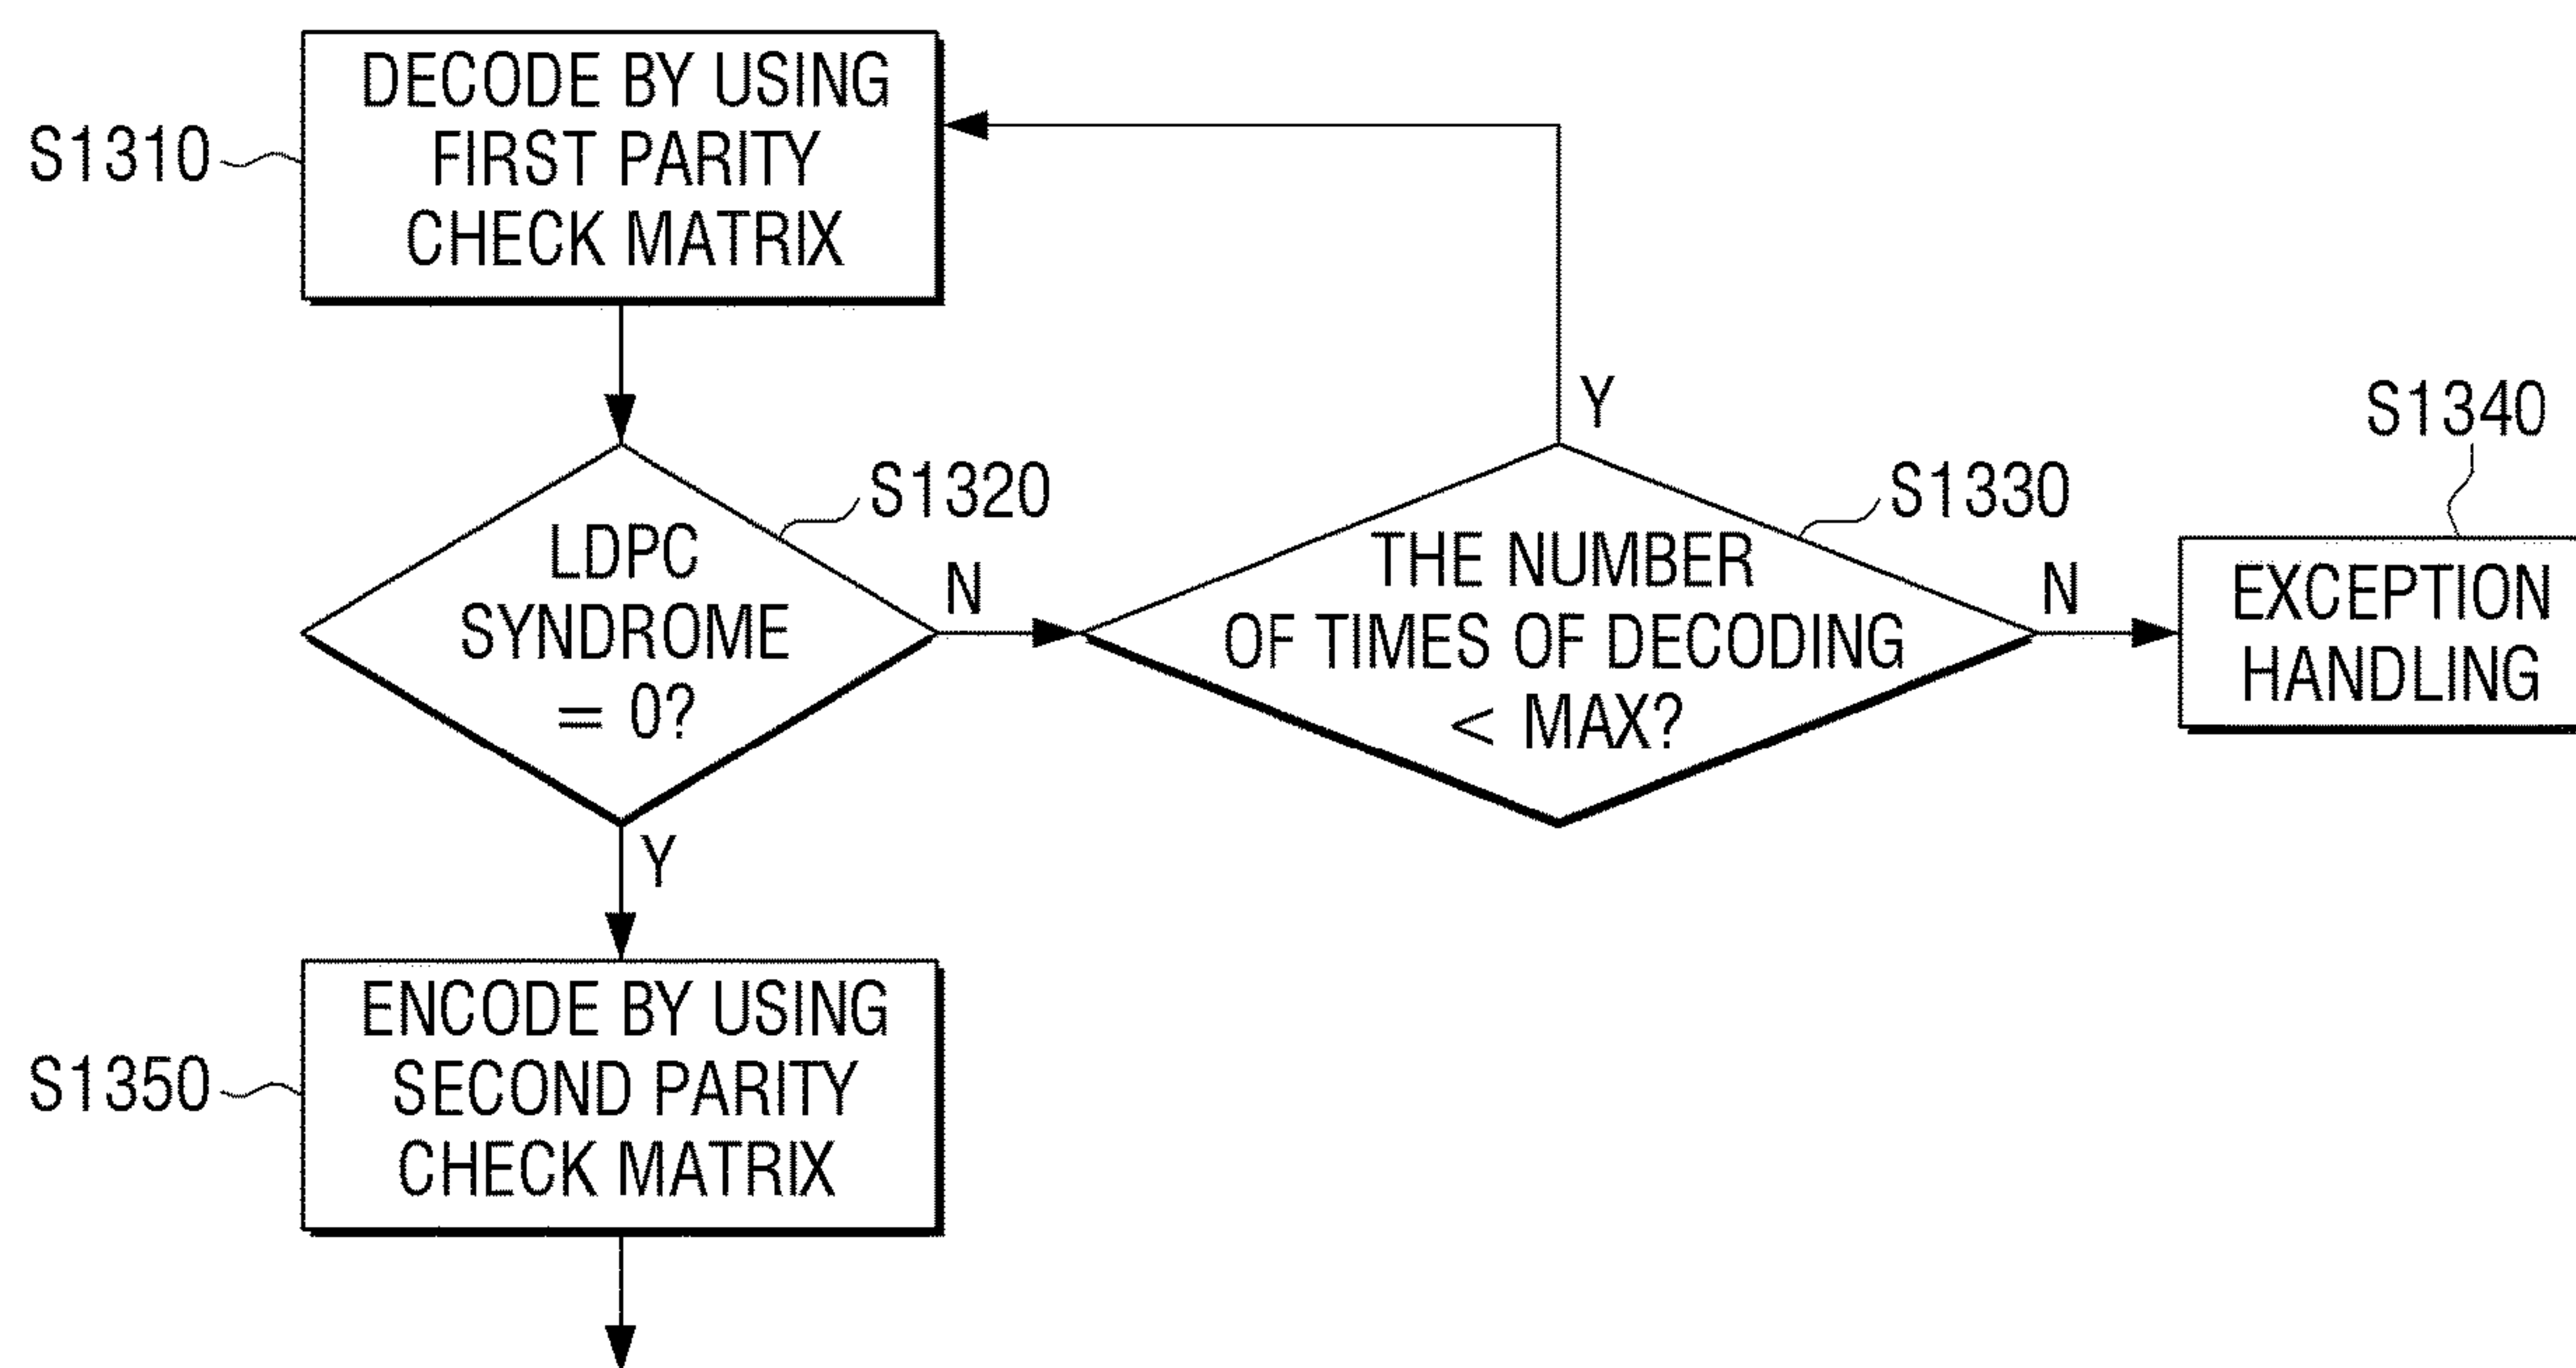 DECODE BY USING
FIRST PARITY
CHECK MATRIX
S1310
LDPC
SYNDROME
= 0?
S1320
N
Y
THE NUMBER
OF TIMES OF DECODING
< MAX?
S1330
Y
N
S1340
EXCEPTION
HANDLING
ENCODE BY USING
SECOND PARITY
CHECK MATRIX
S1350